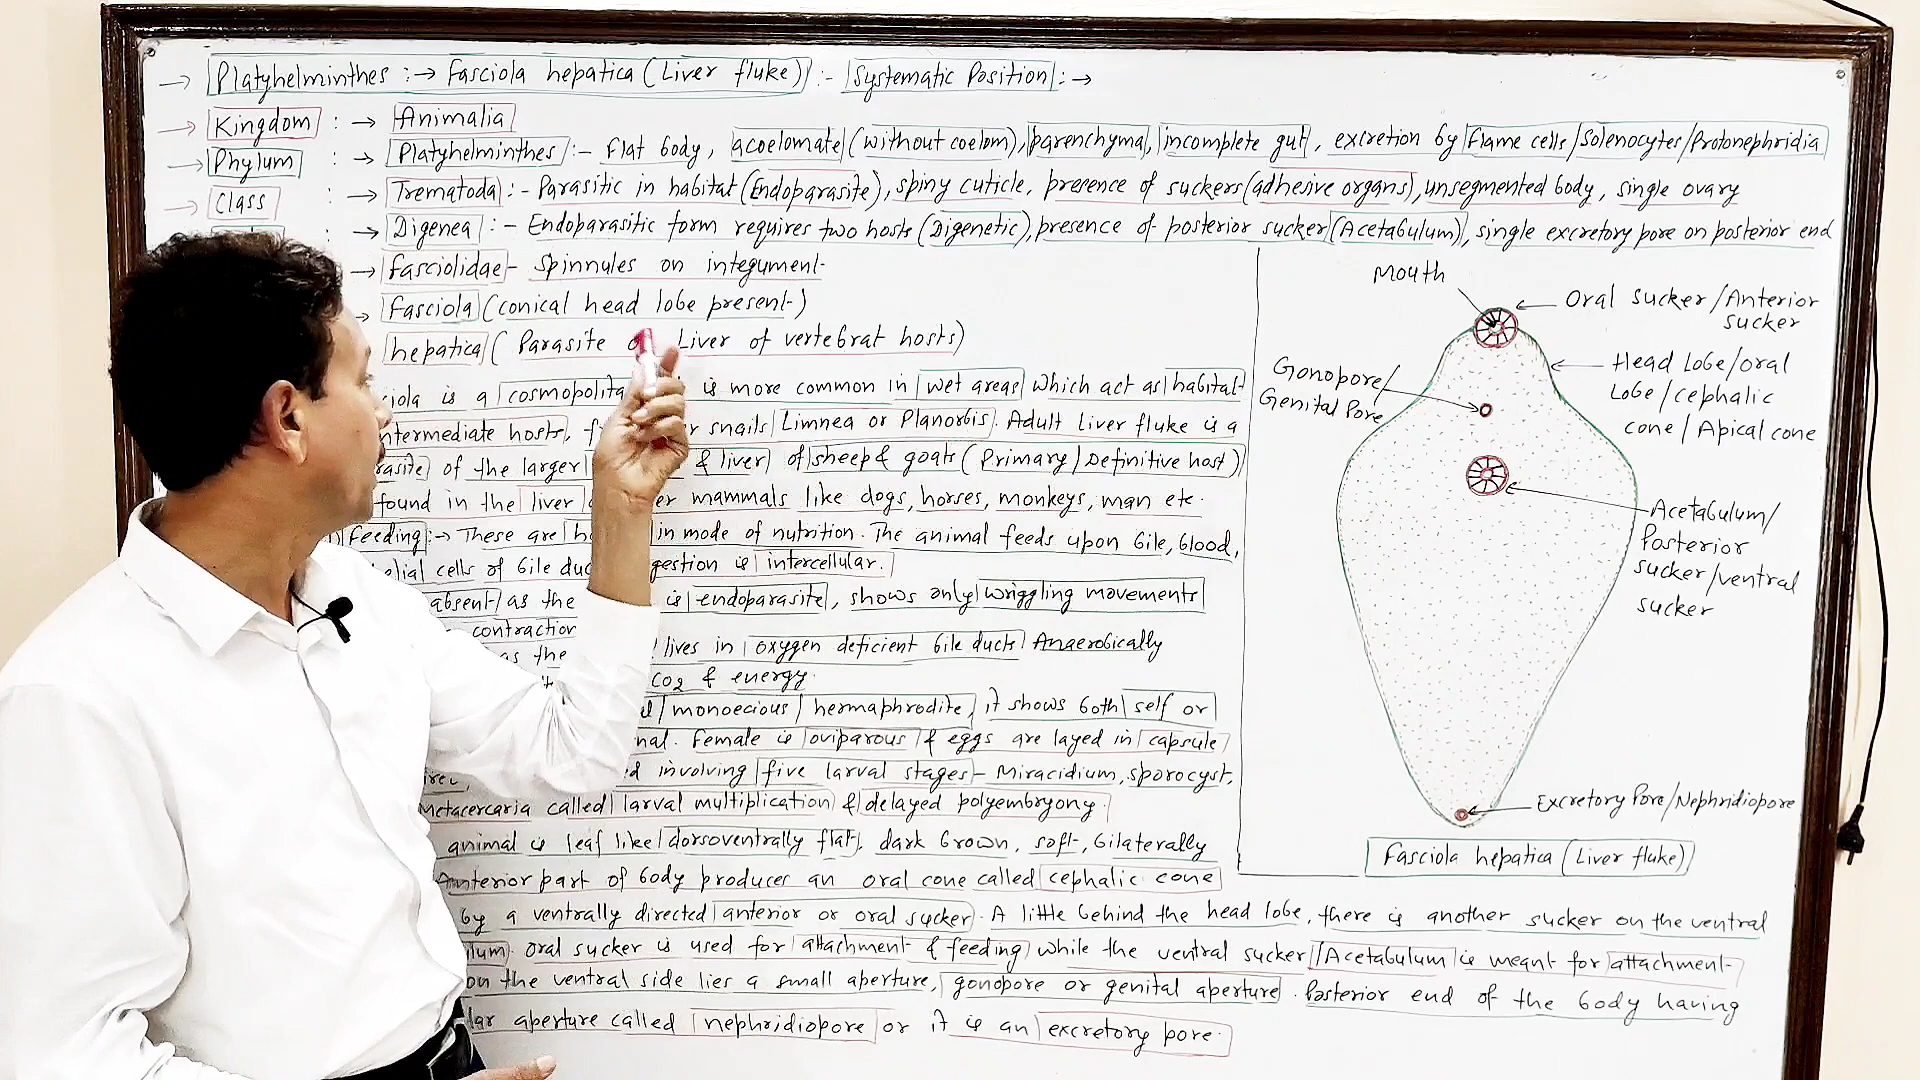 → Platyhelminthes :→ Fasciola hepatica (Liver fluke) :- Systematic Position :→
→ Kingdom : → Animalia
→ Phylum : → Platyhelminthes :- Flat body, acoelomate (without coelom), parenchyma, incomplete gut, excretion by Flame cells/Solenocytes/Protonephridia
→ Class : → Trematoda :- Parasitic in habitat (Endoparasite), spiny cuticle, presence of suckers (adhesive organs), unsegmented body, single ovary
: → Digenea :- Endoparasitic form requires two hosts (Digenetic), presence of posterior sucker (Acetabulum), single excretory pore on posterior end
→ Fasciolidae - Spinnules on integument
→ Fasciola (conical head lobe present)
hepatica ( Parasite Liver of vertebrat hosts)
is a is more common in wet areas which act as habitat
hosts, snails Limnea or Planorbis. Adult Liver fluke is a
of the larger & liver of sheep & goats (Primary/Definitive host)
found in the liver mammals like dogs, horses, monkeys, man etc.
Feeding :→ These are in mode of nutrition. The animal feeds upon bile, blood,
cells of bile is intercellular.
absent as the is endoparasite, shows only wriggling movements
contraction
as the lives in oxygen deficient bile ducts Anaerobically
CO2 & energy.
monoecious / hermaphrodite, it shows both self or
Female is oviparous & eggs are layed in capsule
involving five larval stages - Miracidium, sporocyst,
Metacercaria called larval multiplication & delayed polyembryony.
animal is leaf like dorsoventrally flat, dark brown, soft, bilaterally
Anterior part of body produces an oral cone called cephalic cone
by a ventrally directed anterior or oral sucker. A little behind the head lobe, there is another sucker on the ventral
Oral sucker is used for attachment & feeding while the ventral sucker/Acetabulum is meant for attachment
on the ventral side lies a small aperture, gonopore or genital aperture. Posterior end of the body having
aperture called nephridiopore or it is an excretory pore.
Mouth
Oral sucker/Anterior
sucker
Head Lobe/oral
Lobe/cephalic
cone/Apical cone
Gonopore/
Genital Pore
Acetabulum/
Posterior
sucker/ventral
sucker
Excretory Pore/Nephridiopore
Fasciola hepatica (Liver fluke)